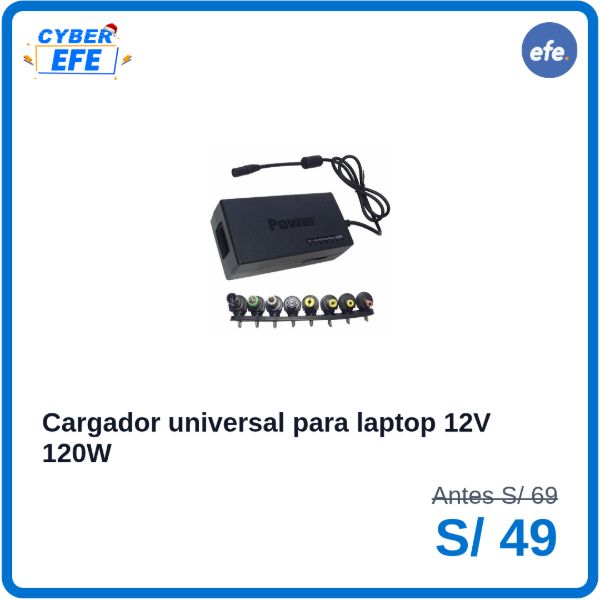 CYBER
EFE
efe.
Power
Cargador universal para laptop 12V
120W
Antes S/ 69
S/ 49